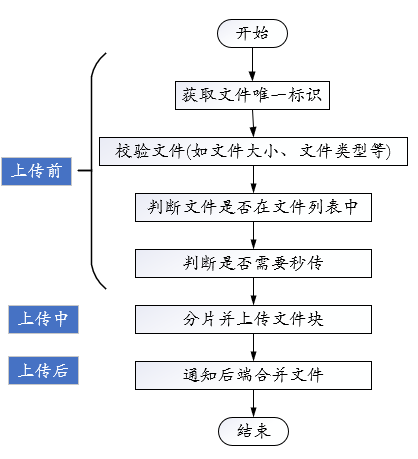 开始
获取文件唯一标识
校验文件(如文件大小、文件类型等)
上传前
判断文件是否在文件列表中
判断是否需要秒传
上传中
分片并上传文件块
上传后
通知后端合并文件
结束